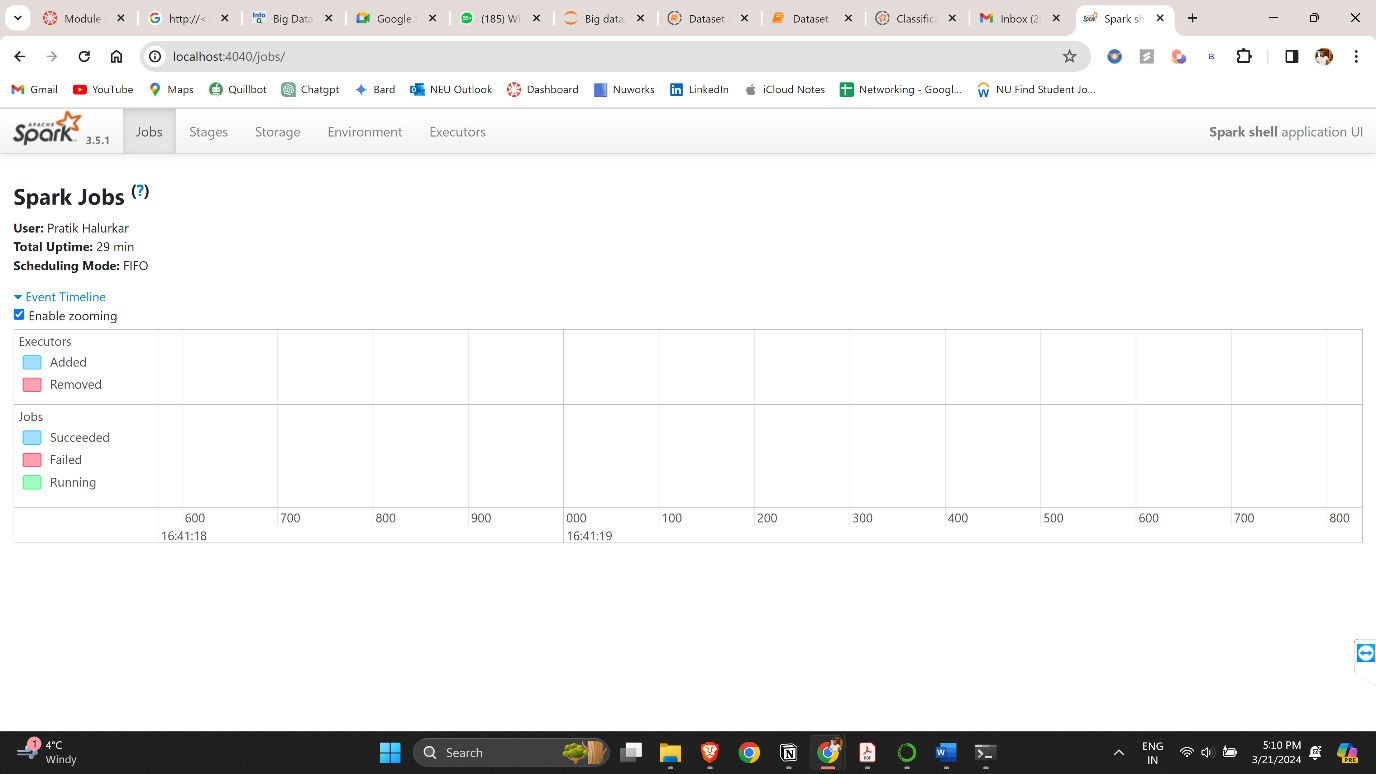 Module
http://<
Info
Q
Big Data
Google
99+
(185) W
Big data
Dataset
Dataset
Classific
Inbox (2
Spark sh
localhost:4040/jobs/
B
Gmail
YouTube
Maps
Quillbot
Chatgpt
Bard
NEU Outlook
Dashboard
Nuworks
LinkedIn
iCloud Notes
Networking - Googl...
NU Find Student Jo...
APACHE
Spark
3.5.1
Jobs
Stages
Storage
Environment
Executors
Spark shell application UI
Spark Jobs (?)
User: Pratik Halurkar
Total Uptime: 29 min
Scheduling Mode: FIFO
Event Timeline
Enable zooming
Executors
Added
Removed
Jobs
Succeeded
Failed
Running
600 700 800 900 000 100 200 300 400 500 600 700 800
16:41:18 16:41:19
1
4°C
Windy
Search
PDF
W
PRE
ENG
IN
5:10 PM
3/21/2024